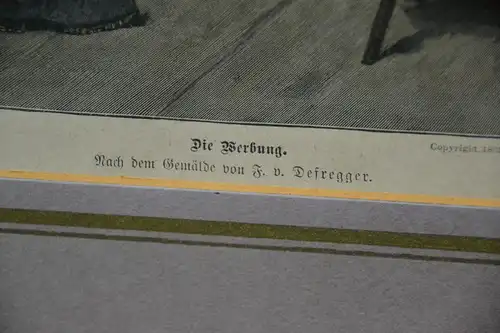 Die Werbung.
Nach dem Gemälde von F. v. Defregger.
Copyright